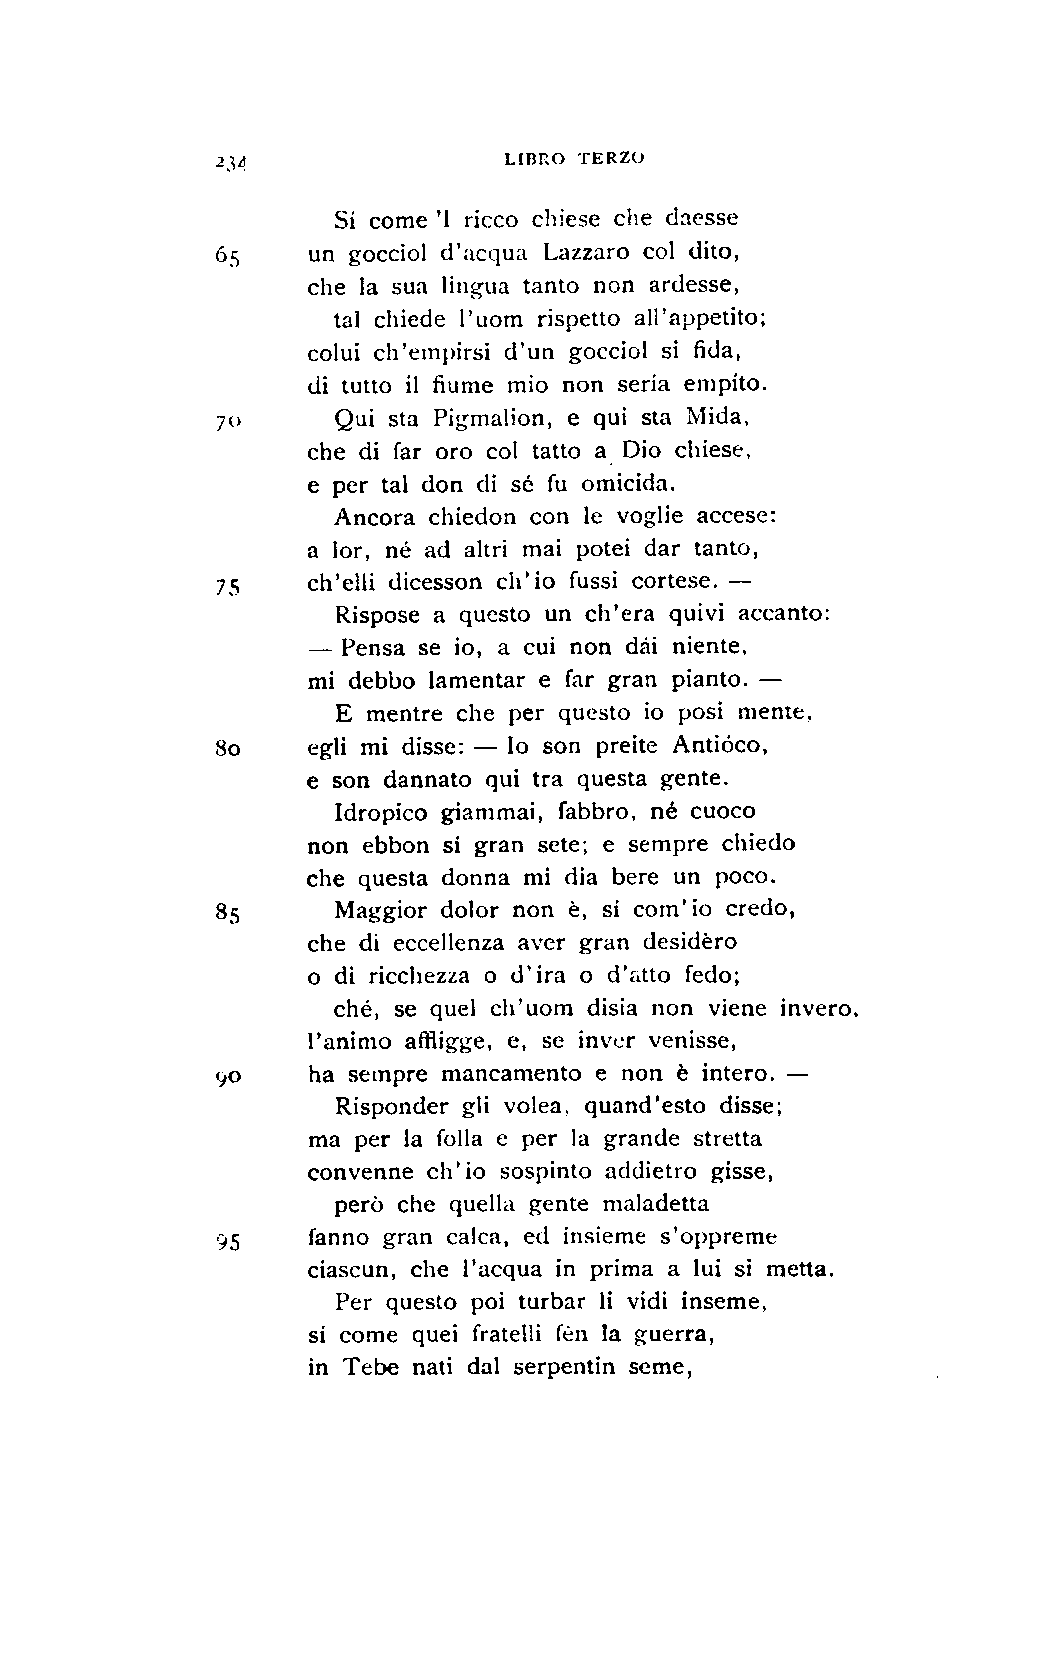 234 LIBRO TERZO
Sí come 'l ricco chiese che daesse
65 un gocciol d'acqua Lazzaro col dito,
che la sua lingua tanto non ardesse,
tal chiede l'uom rispetto all'appetito;
colui ch'empirsi d'un gocciol si fida,
di tutto il fiume mio non sería empíto.
70 Qui sta Pigmalion, e qui sta Mida,
che di far oro col tatto a Dio chiese,
e per tal don di sé fu omicida.
Ancora chiedon con le voglie accese:
a lor, né ad altri mai potei dar tanto,
75 ch'elli dicesson ch'io fussi cortese. —
Rispose a questo un ch'era quivi accanto:
— Pensa se io, a cui non dái niente,
mi debbo lamentar e far gran pianto. —
E mentre che per questo io posi mente,
80 egli mi disse: — Io son preite Antióco,
e son dannato qui tra questa gente.
Idropico giammai, fabbro, né cuoco
non ebbon si gran sete; e sempre chiedo
che questa donna mi dia bere un poco.
85 Maggior dolor non è, sí com'io credo,
che di eccellenza aver gran desidèro
o di ricchezza o d'ira o d'atto fedo;
ché, se quel ch'uom disia non viene invero,
l'animo affligge, e, se inver venisse,
90 ha sempre mancamento e non è intero. —
Risponder gli volea, quand'esto disse;
ma per la folla e per la grande stretta
convenne ch'io sospinto addietro gisse,
però che quella gente maladetta
95 fanno gran calca, ed insieme s'oppreme
ciascun, che l'acqua in prima a lui si metta.
Per questo poi turbar li vidi inseme,
sí come quei fratelli fên la guerra,
in Tebe nati dal serpentin seme,